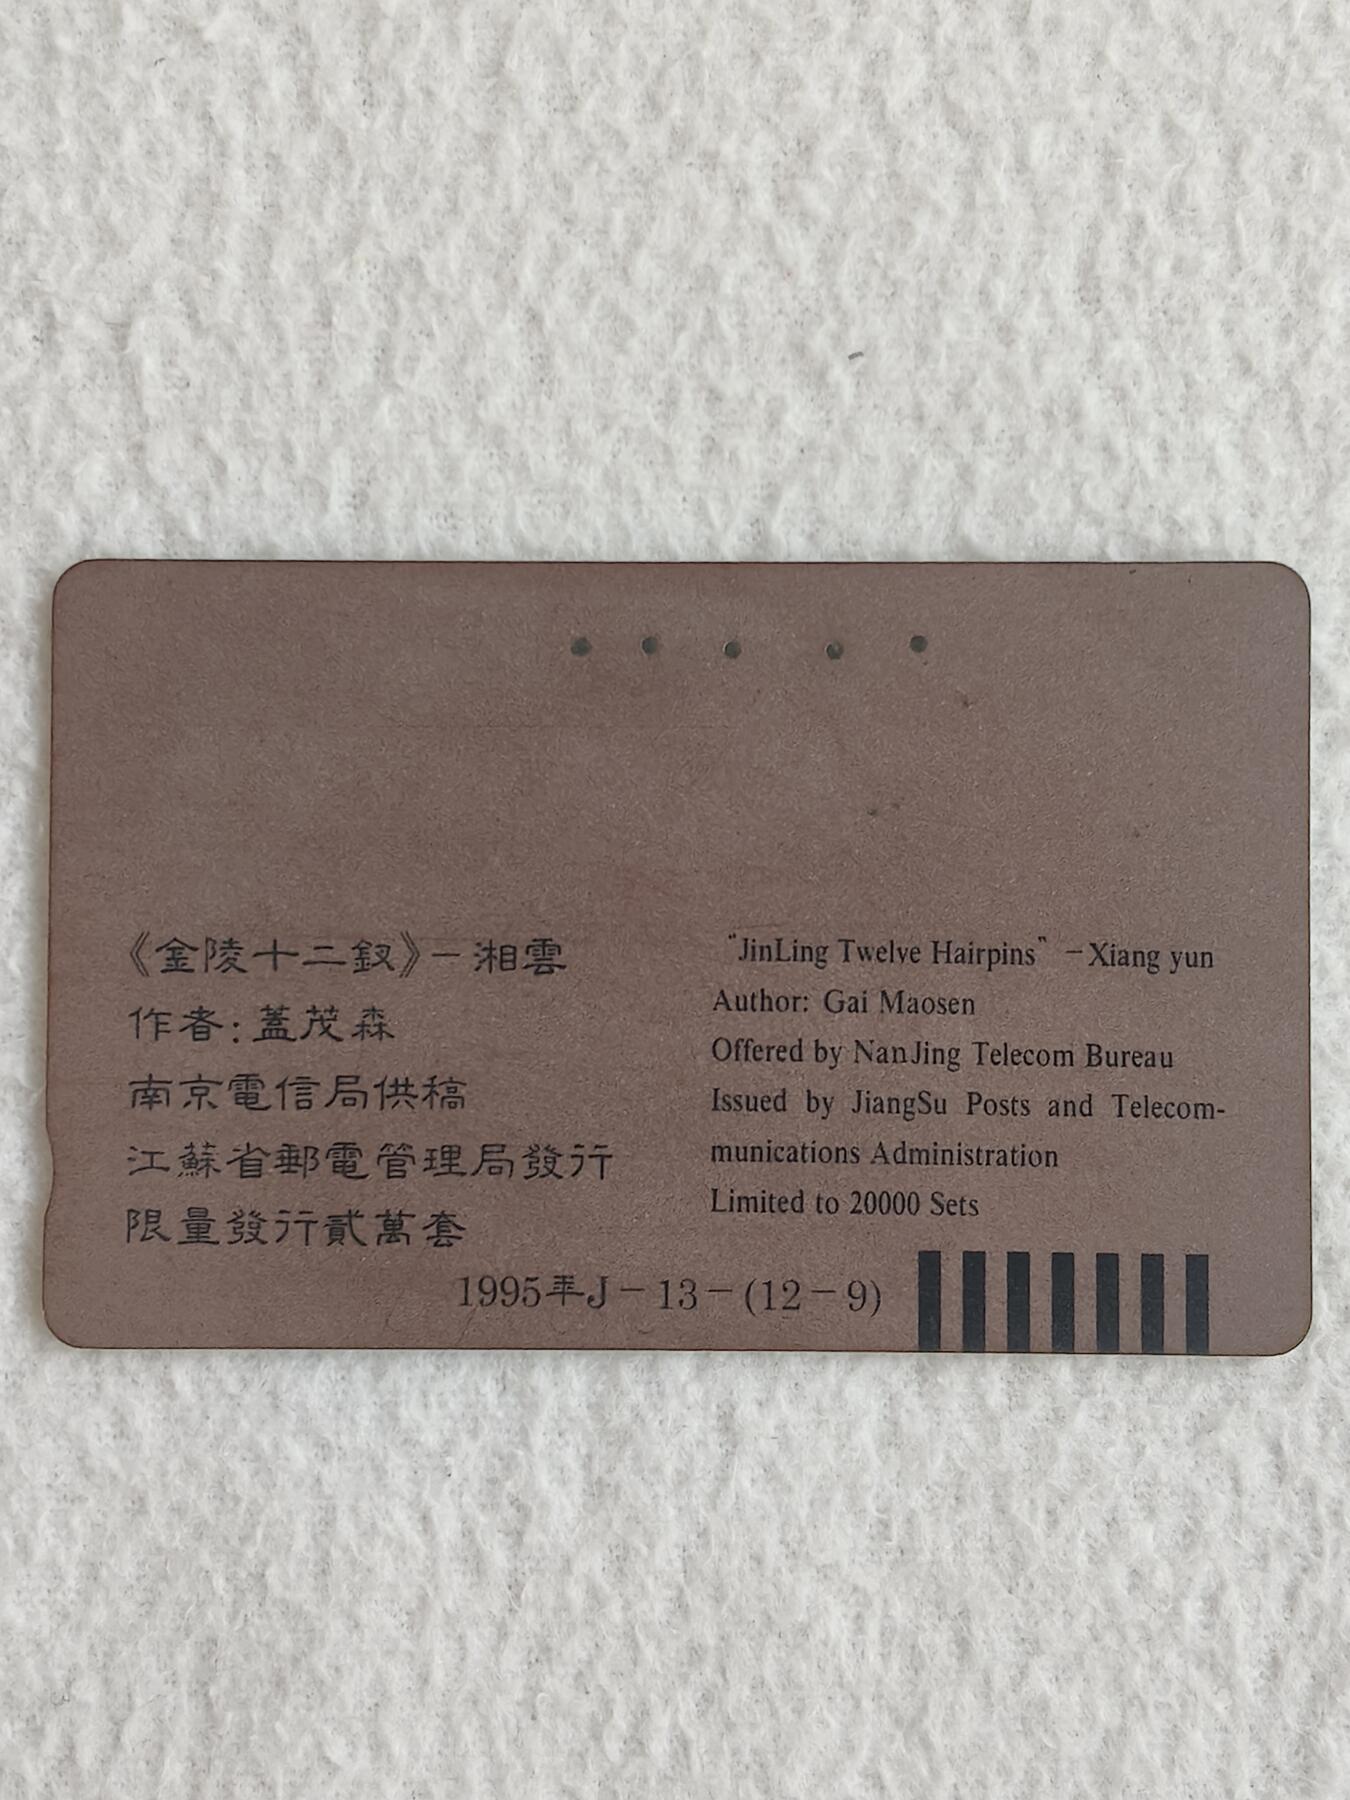 《金陵十二釵》－湘雲
作者:蓋茂森
南京電信局供稿
江蘇省郵電管理局發行
限量發行貳萬套
"JinLing Twelve Hairpins" －Xiang yun
Author: Gai Maosen
Offered by NanJing Telecom Bureau
Issued by JiangSu Posts and Telecom-
munications Administration
Limited to 20000 Sets
1995年J－13－(12－9)